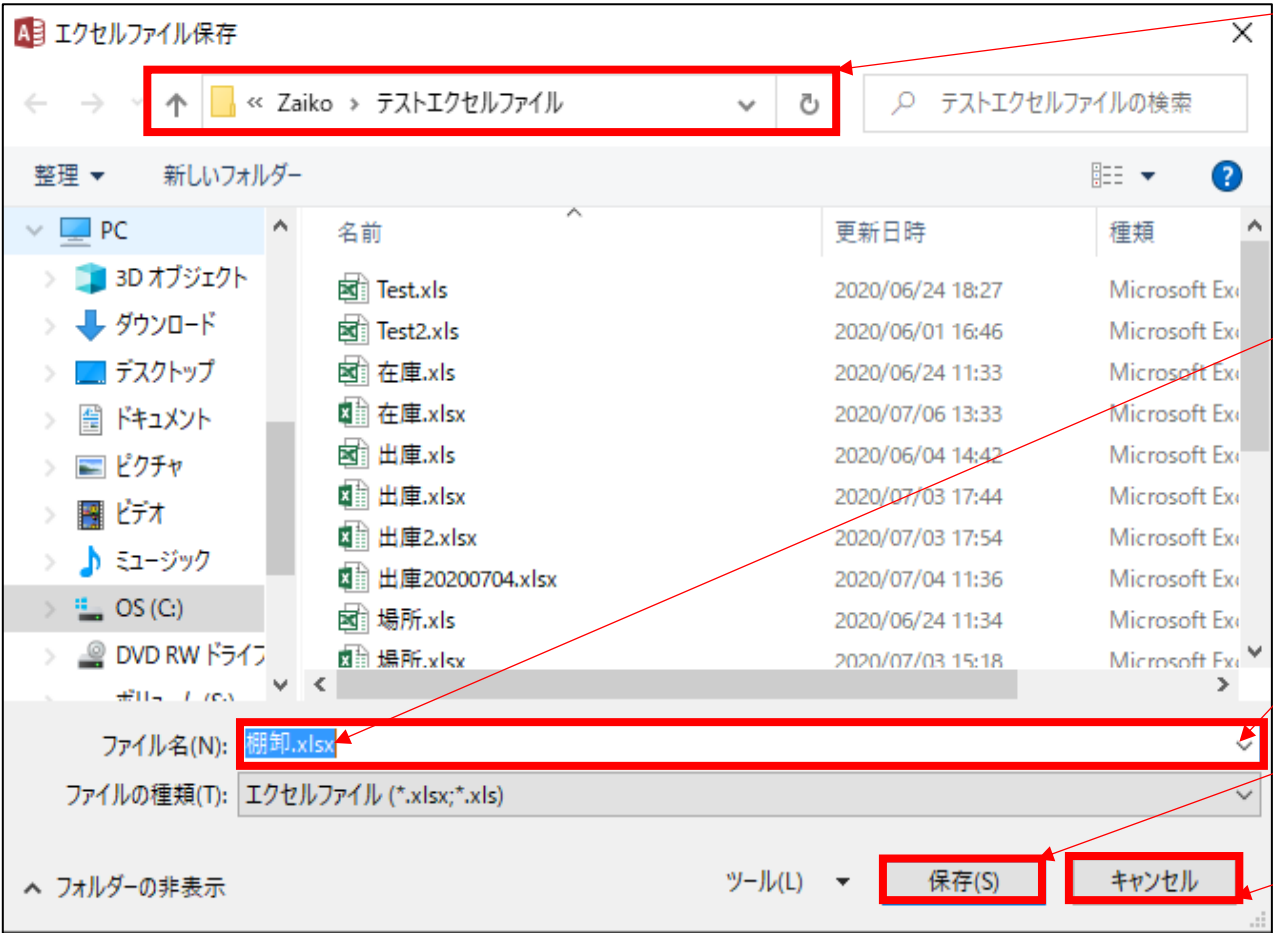 エクセルファイル保存
« Zaiko › テストエクセルファイル
テストエクセルファイルの検索
整理 新しいフォルダー
PC
3D オブジェクト
ダウンロード
デスクトップ
ドキュメント
ピクチャ
ビデオ
ミュージック
OS (C:)
DVD RW ドライブ
名前 更新日時 種類
Test.xls 2020/06/24 18:27 Microsoft Ex
Test2.xls 2020/06/01 16:46 Microsoft Ex
在庫.xls 2020/06/24 11:33 Microsoft Ex
在庫.xlsx 2020/07/06 13:33 Microsoft Ex
出庫.xls 2020/06/04 14:42 Microsoft Ex
出庫.xlsx 2020/07/03 17:44 Microsoft Ex
出庫2.xlsx 2020/07/03 17:54 Microsoft Ex
出庫20200704.xlsx 2020/07/04 11:36 Microsoft Ex
場所.xls 2020/06/24 11:34 Microsoft Ex
場所.xlsx 2020/07/03 15:18 Microsoft Ex
ファイル名(N): 棚卸.xlsx
ファイルの種類(T): エクセルファイル (*.xlsx;*.xls)
フォルダーの非表示 ツール(L) 保存(S) キャンセル